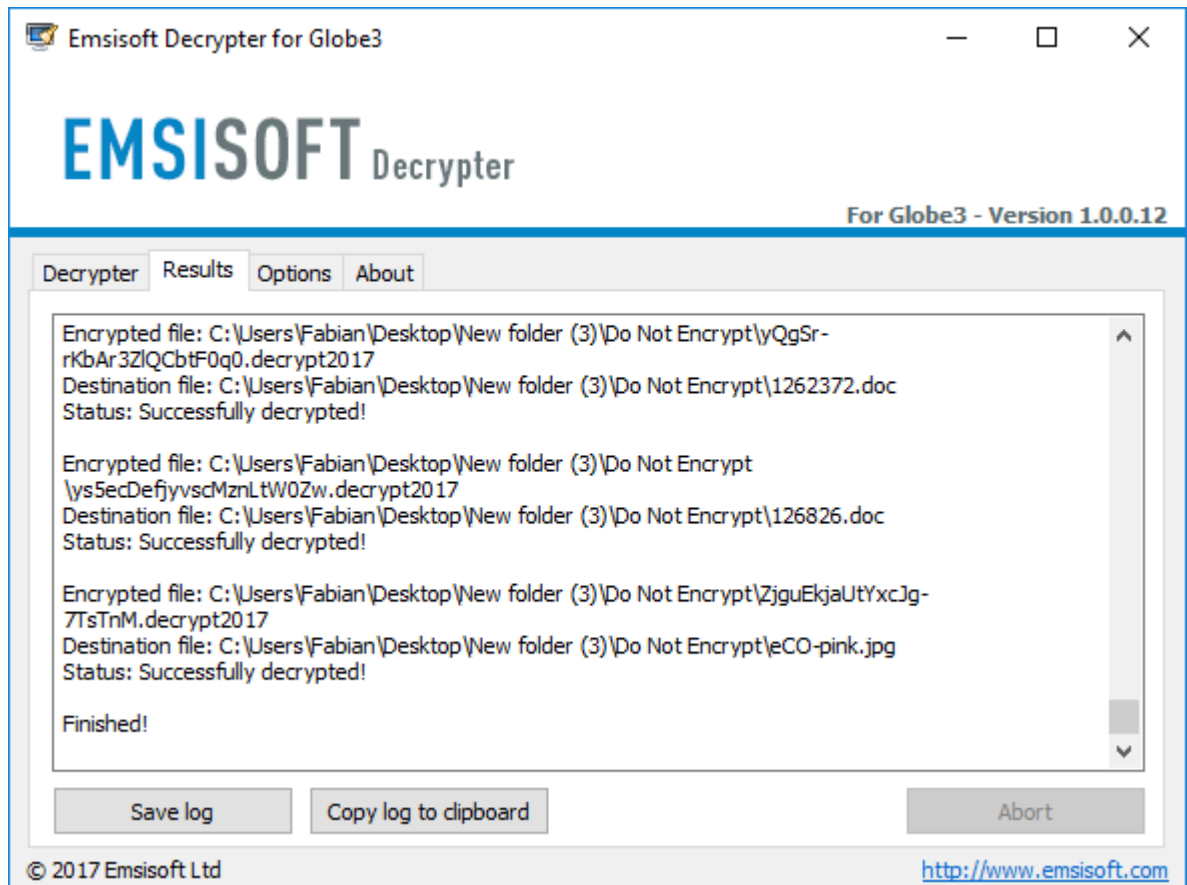 Emsisoft Decrypter for Globe3
EMSISOFT Decrypter
For Globe3 - Version 1.0.0.12
Decrypter Results Options About
Encrypted file: C:\Users\Fabian\Desktop\New folder (3)\Do Not Encrypt\yQgSr-
rKbAr3ZlQCbtF0q0.decrypt2017
Destination file: C:\Users\Fabian\Desktop\New folder (3)\Do Not Encrypt\1262372.doc
Status: Successfully decrypted!
Encrypted file: C:\Users\Fabian\Desktop\New folder (3)\Do Not Encrypt
\ys5ecDefjyvscMznLtW0Zw.decrypt2017
Destination file: C:\Users\Fabian\Desktop\New folder (3)\Do Not Encrypt\126826.doc
Status: Successfully decrypted!
Encrypted file: C:\Users\Fabian\Desktop\New folder (3)\Do Not Encrypt\ZjguEkjaUtYxcJg-
7TsTnM.decrypt2017
Destination file: C:\Users\Fabian\Desktop\New folder (3)\Do Not Encrypt\eCO-pink.jpg
Status: Successfully decrypted!
Finished!
Save log Copy log to clipboard Abort
© 2017 Emsisoft Ltd http://www.emsisoft.com